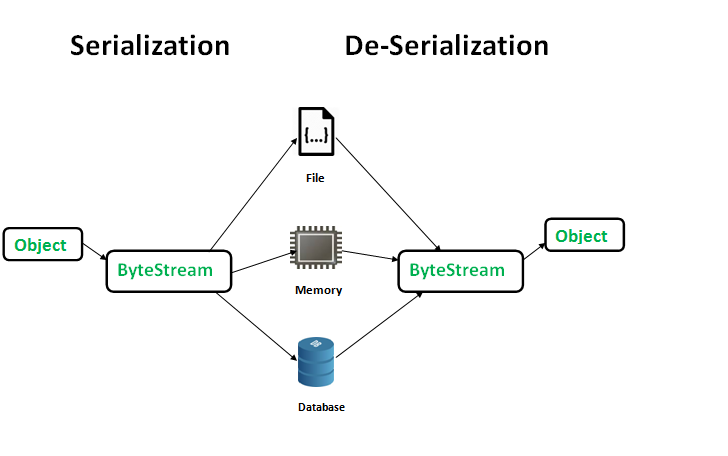 Serialization
De-Serialization
{...}
File
Object
Object
ByteStream
ByteStream
Memory
Database